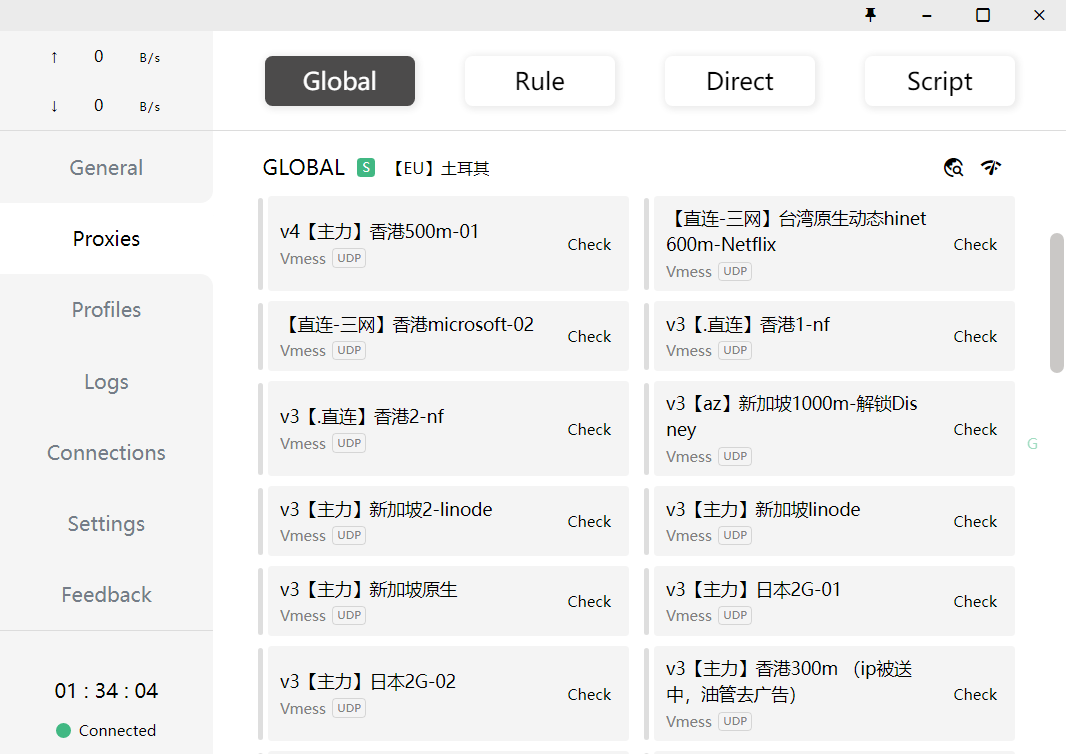 ↑ 0 B/s
↓ 0 B/s
General
Proxies
Profiles
Logs
Connections
Settings
Feedback
01 : 34 : 04
Connected
Global Rule Direct Script
GLOBAL S 【EU】土耳其
v4【主力】香港500m-01
Vmess UDP
Check
【直连-三网】台湾原生动态hinet
600m-Netflix
Vmess UDP
Check
【直连-三网】香港microsoft-02
Vmess UDP
Check
v3【.直连】香港1-nf
Vmess UDP
Check
v3【.直连】香港2-nf
Vmess UDP
Check
v3【az】新加坡1000m-解锁Dis
ney
Vmess UDP
Check
v3【主力】新加坡2-linode
Vmess UDP
Check
v3【主力】新加坡linode
Vmess UDP
Check
v3【主力】新加坡原生
Vmess UDP
Check
v3【主力】日本2G-01
Vmess UDP
Check
v3【主力】日本2G-02
Vmess UDP
Check
v3【主力】香港300m （ip被送
中，油管去广告）
Vmess UDP
Check
G